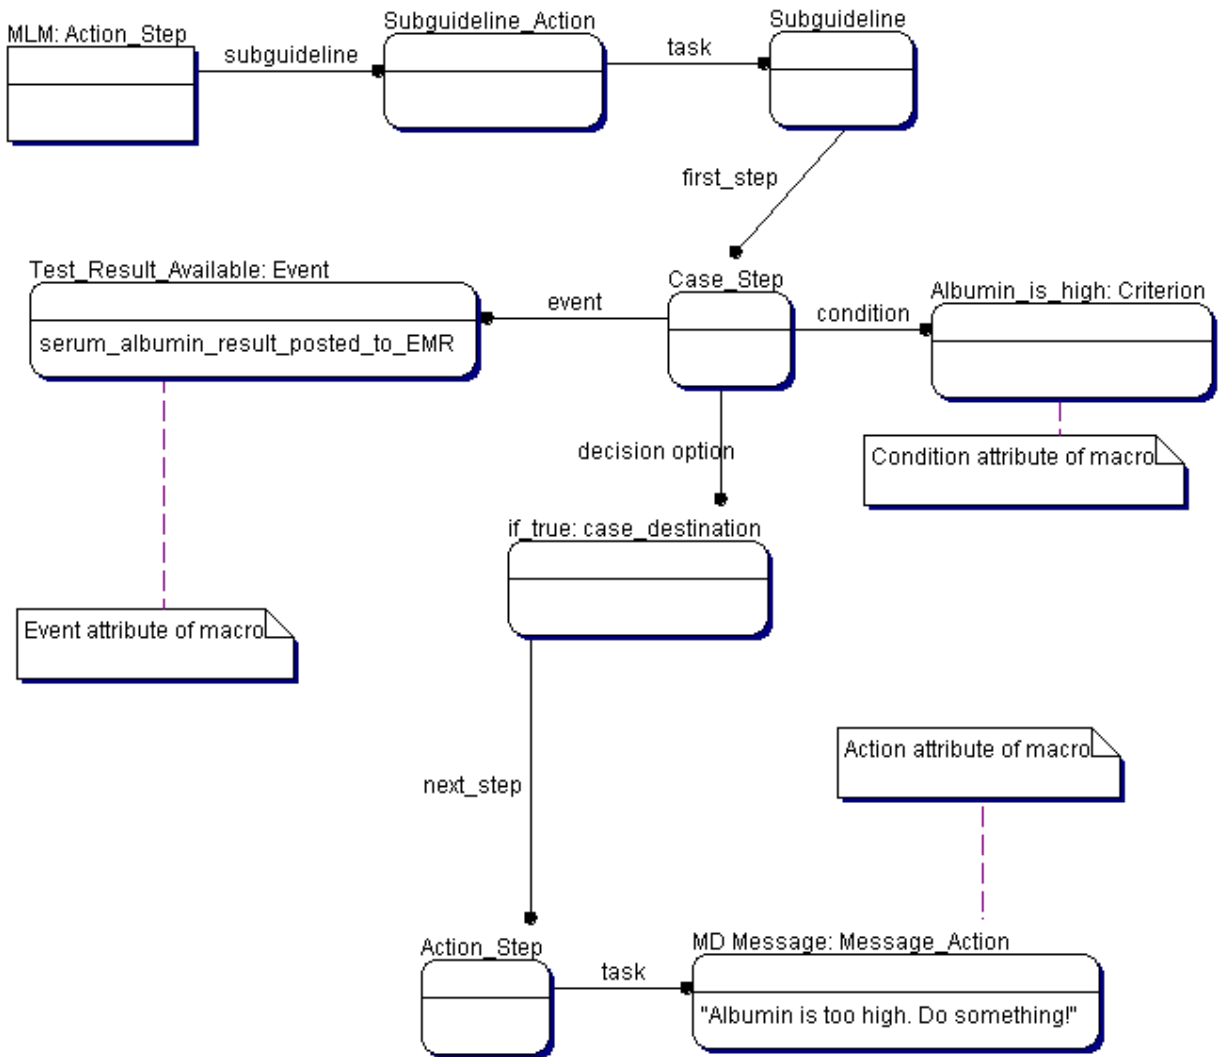 MLM: Action_Step
subguideline
Subguideline_Action
task
Subguideline
first_step
Test_Result_Available: Event
serum_albumin_result_posted_to_EMR
event
Case_Step
condition
Albumin_is_high: Criterion
Condition attribute of macro
decision option
if_true: case_destination
Event attribute of macro
next_step
Action attribute of macro
Action_Step
task
MD Message: Message_Action
"Albumin is too high. Do something!"